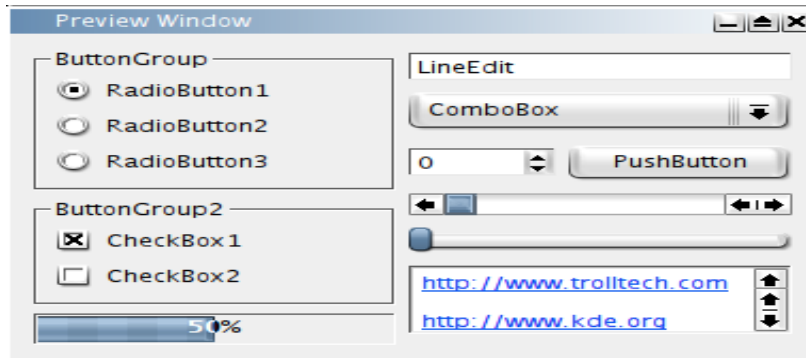 Preview Window
ButtonGroup
RadioButton1
RadioButton2
RadioButton3
ButtonGroup2
CheckBox1
CheckBox2
50%
LineEdit
ComboBox
0
PushButton
http://www.trolltech.com
http://www.kde.org